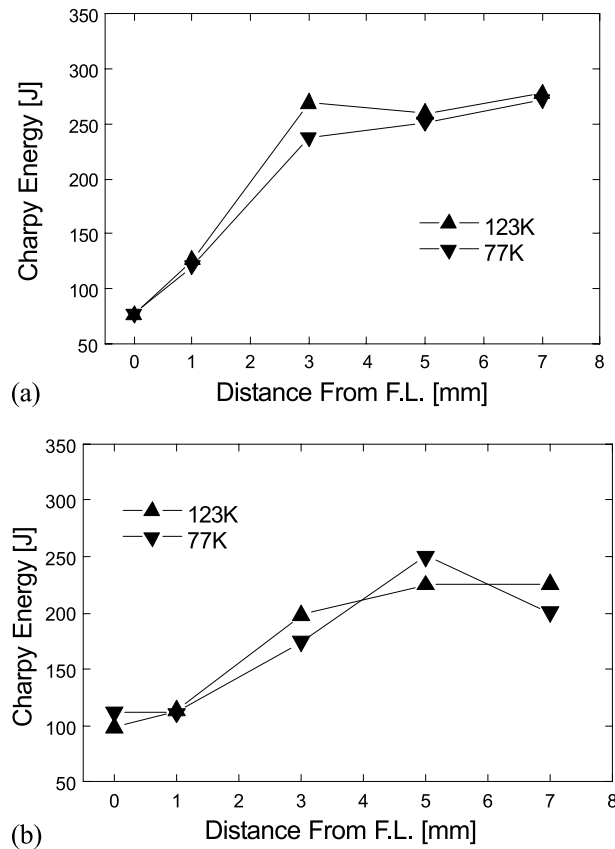 350
300
250
200
150
100
50
Charpy Energy [J]
123K
77K
0 1 2 3 4 5 6 7 8
Distance From F.L. [mm]
(a)
350
300
250
200
150
100
50
Charpy Energy [J]
123K
77K
0 1 2 3 4 5 6 7 8
Distance From F.L. [mm]
(b)